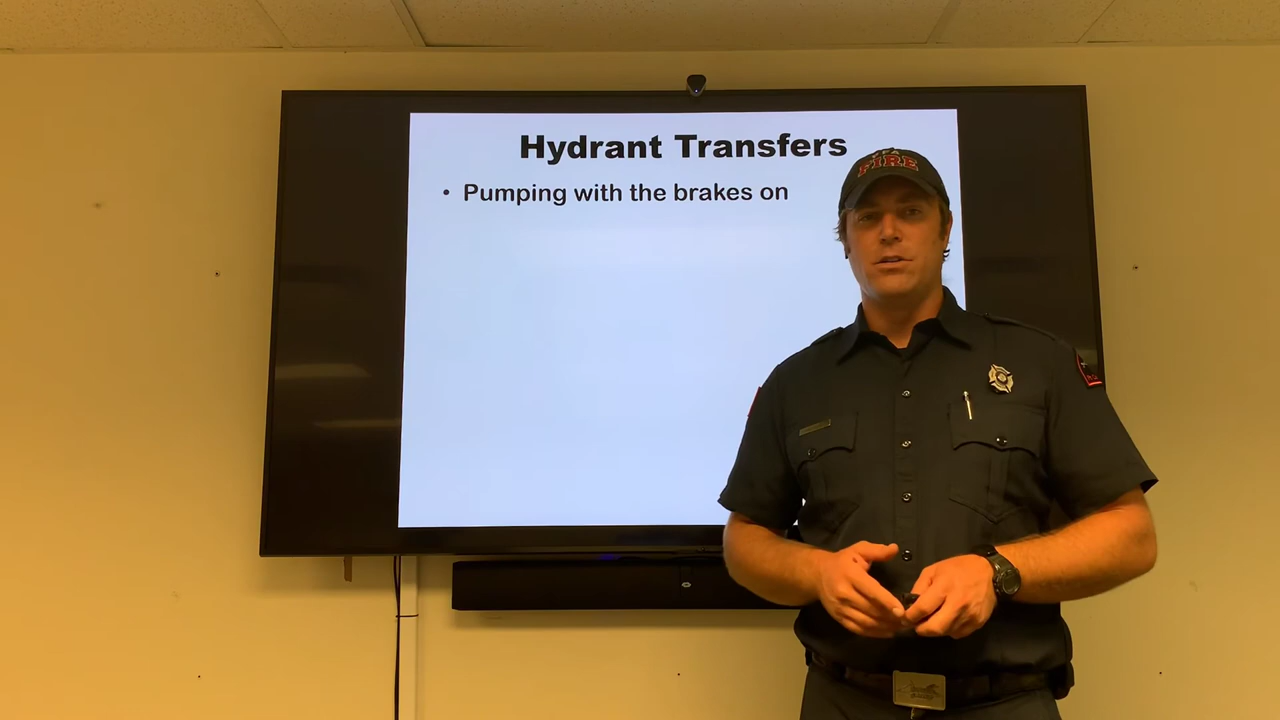 Hydrant Transfers
• Pumping with the brakes on
FIRE